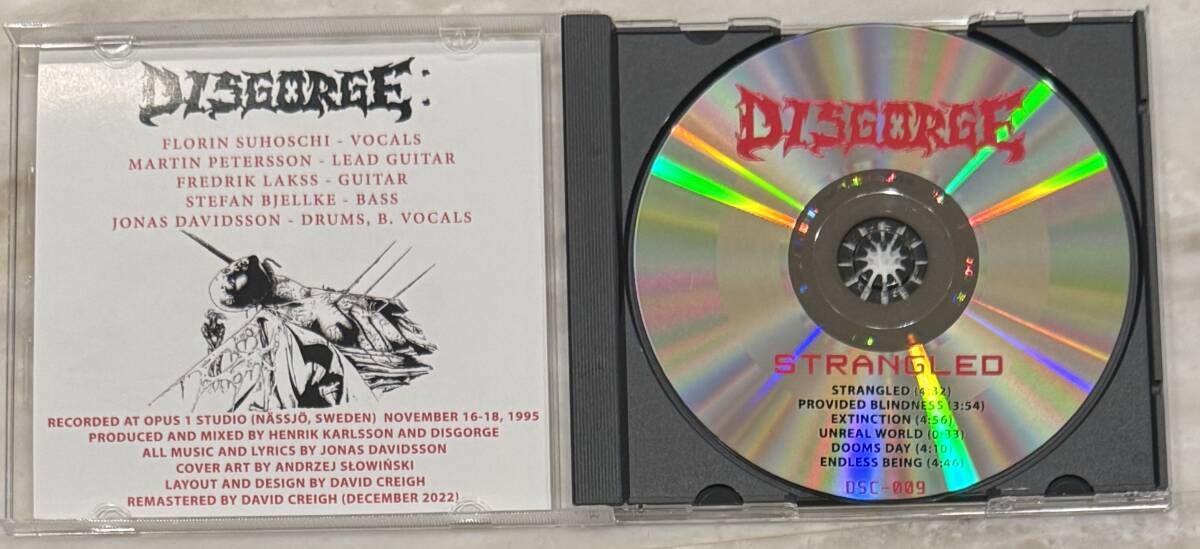 DISGORGE:
FLORIN SUHOSCHI - VOCALS
MARTIN PETERSSON - LEAD GUITAR
FREDRIK LAKSS - GUITAR
STEFAN BJELLKE - BASS
JONAS DAVIDSSON - DRUMS, B. VOCALS
RECORDED AT OPUS 1 STUDIO (NÄSSJÖ, SWEDEN) NOVEMBER 16-18, 1995
PRODUCED AND MIXED BY HENRIK KARLSSON AND DISGORGE
ALL MUSIC AND LYRICS BY JONAS DAVIDSSON
COVER ART BY ANDRZEJ SŁOWIŃSKI
LAYOUT AND DESIGN BY DAVID CREIGH
REMASTERED BY DAVID CREIGH (DECEMBER 2022)
DISGORGE
STRANGLED
STRANGLED (4:32)
PROVIDED BLINDNESS (3:54)
EXTINCTION (4:56)
UNREAL WORLD (0:33)
DOOMS DAY (4:10)
ENDLESS BEING (4:46)
DSC-009